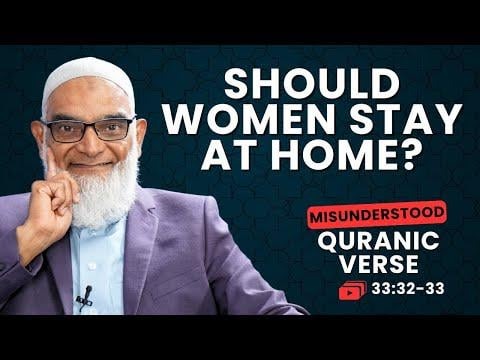 SHOULD
WOMEN STAY
AT HOME?
MISUNDERSTOOD
QURANIC
VERSE
33:32-33